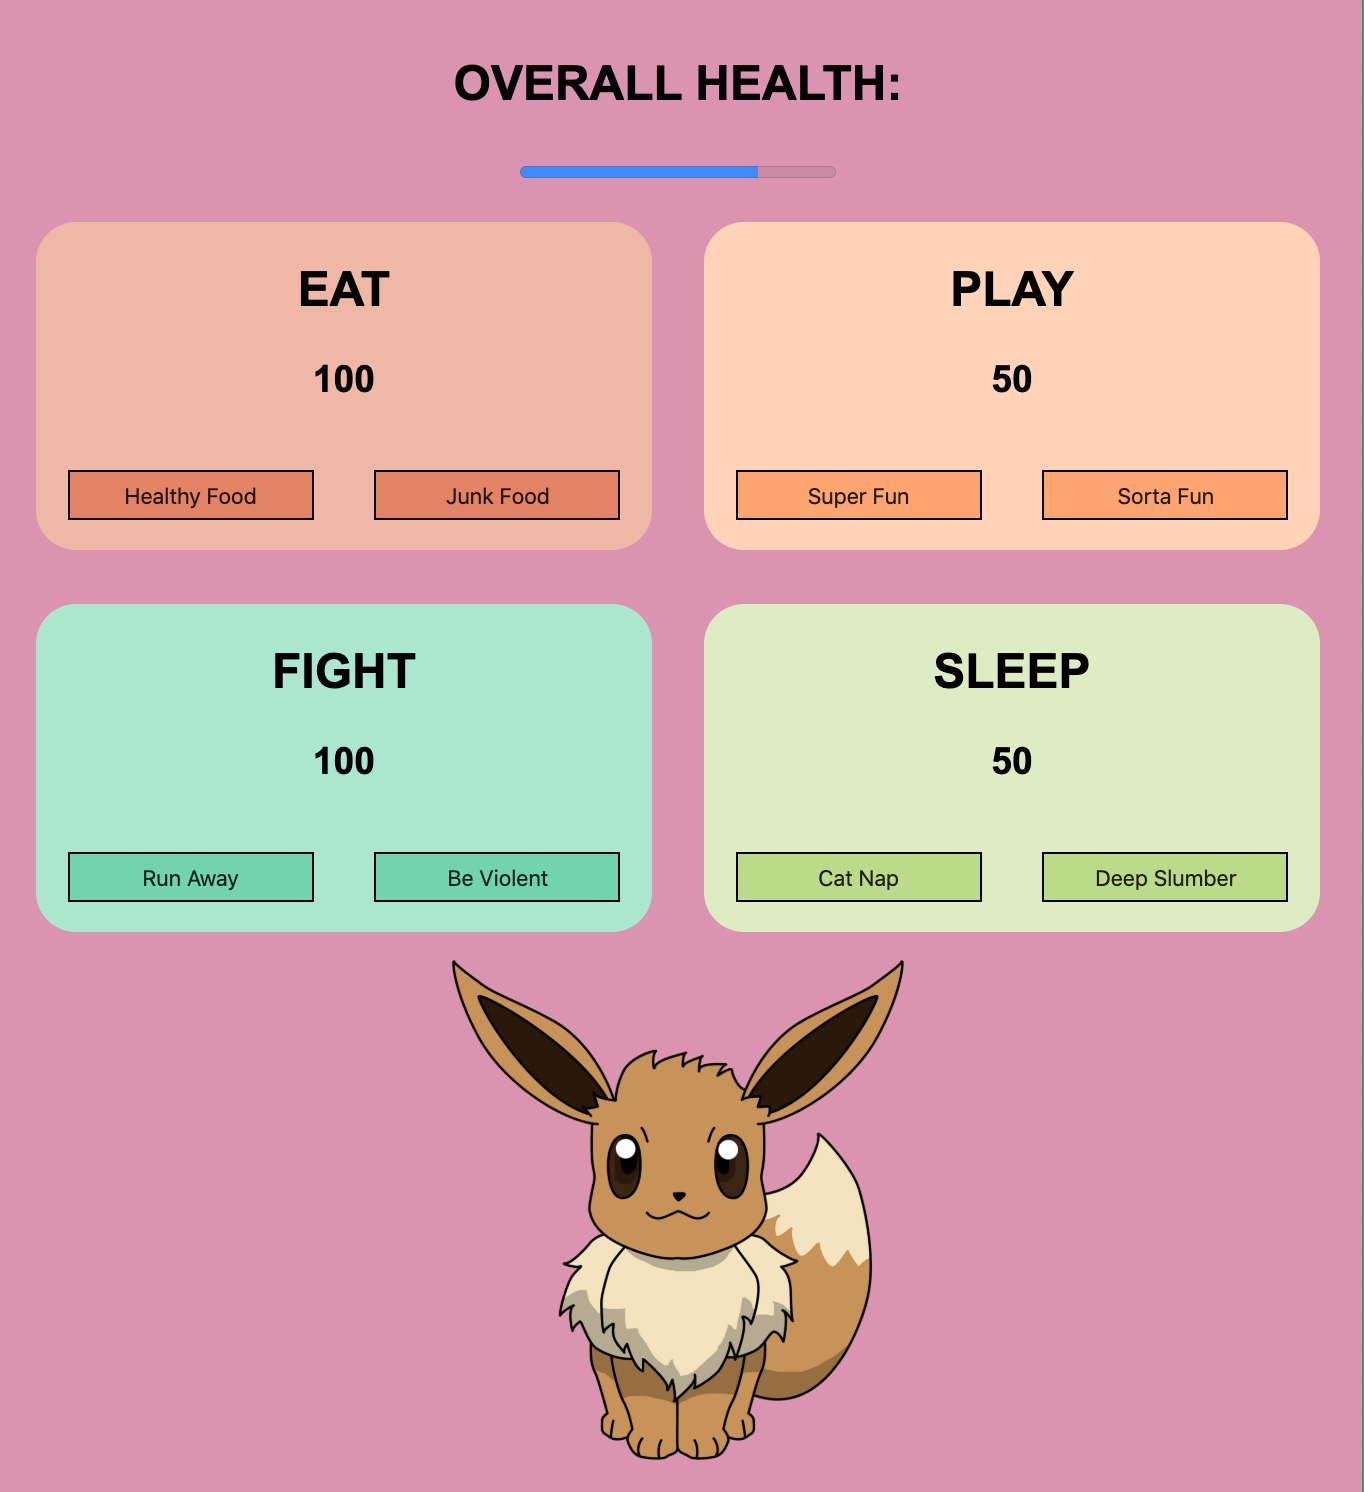 OVERALL HEALTH:
EAT
100
Healthy Food
Junk Food
PLAY
50
Super Fun
Sorta Fun
FIGHT
100
Run Away
Be Violent
SLEEP
50
Cat Nap
Deep Slumber